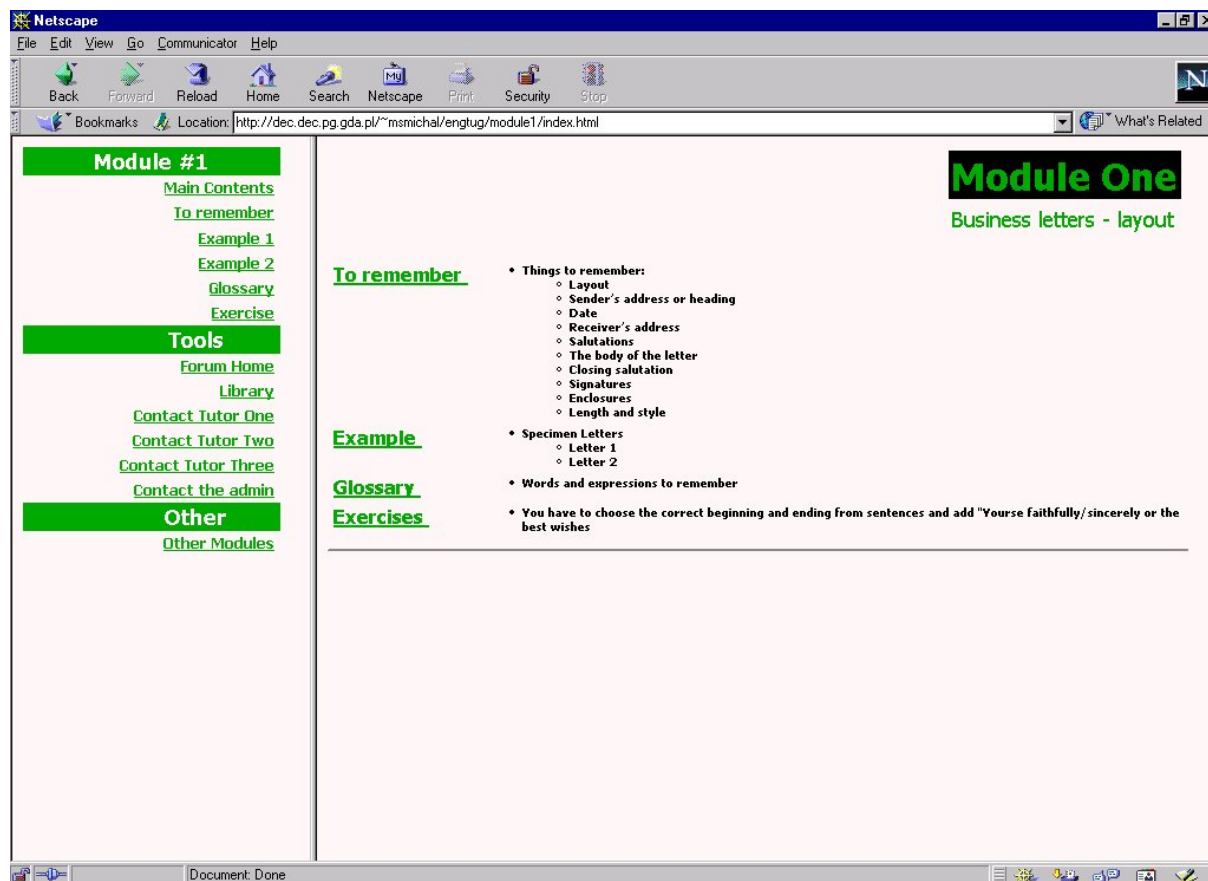 Netscape
File Edit View Go Communicator Help
Back Forward Reload Home Search Netscape Print Security Stop
My
N
Bookmarks Location: http://dec.dec.pg.gda.pl/~msmichal/engtug/module1/index.html What's Related
Module #1
Main Contents
To remember
Example 1
Example 2
Glossary
Exercise
Tools
Forum Home
Library
Contact Tutor One
Contact Tutor Two
Contact Tutor Three
Contact the admin
Other
Other Modules
Module One
Business letters - layout
To remember
• Things to remember:
Layout
Sender's address or heading
Date
Receiver's address
Salutations
The body of the letter
Closing salutation
Signatures
Enclosures
Length and style
Example
• Specimen Letters
Letter 1
Letter 2
Glossary
• Words and expressions to remember
Exercises
• You have to choose the correct beginning and ending from sentences and add "Yourse faithfully/sincerely or the
best wishes
Document: Done